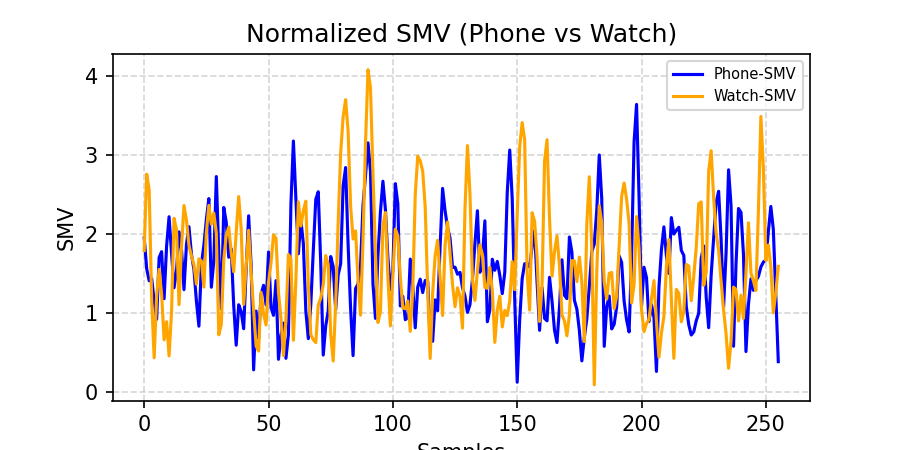 Normalized SMV (Phone vs Watch)
Phone-SMV
Watch-SMV
SMV
4
3
2
1
0
0 50 100 150 200 250
Samples